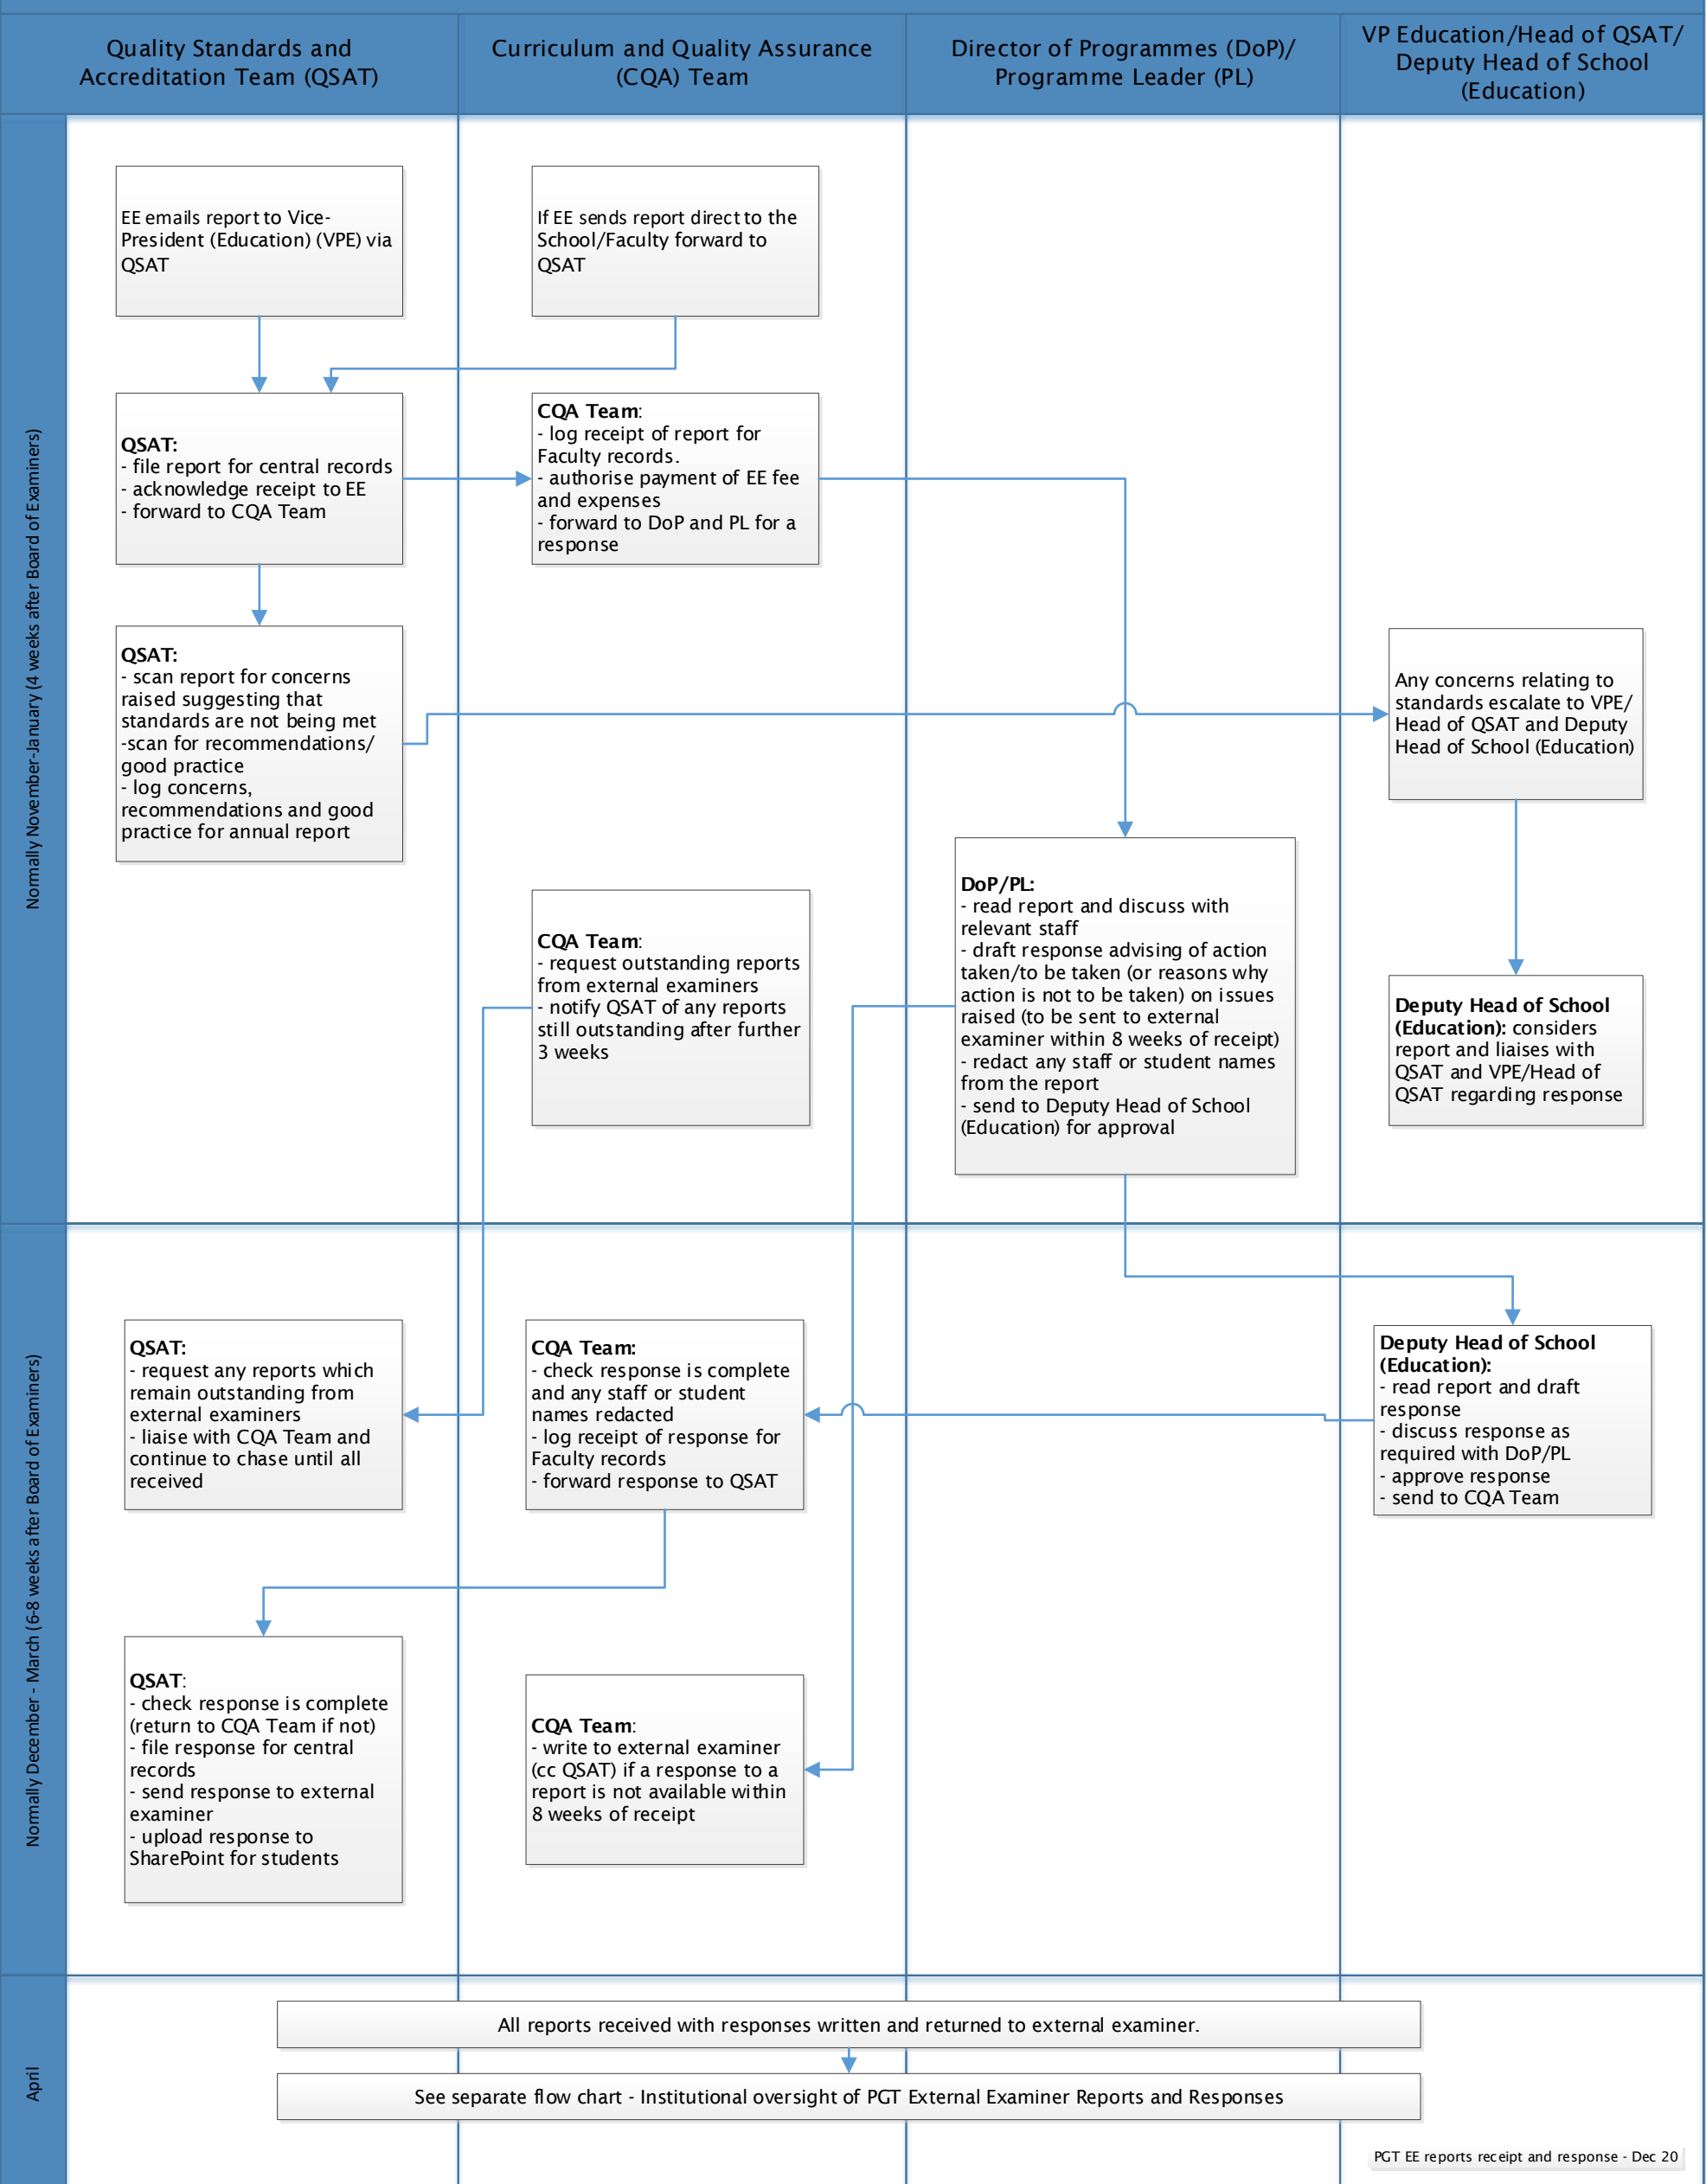 Quality Standards and
Accreditation Team (QSAT)
Curriculum and Quality Assurance
(CQA) Team
Director of Programmes (DoP)/
Programme Leader (PL)
VP Education/Head of QSAT/
Deputy Head of School
(Education)
Normally November-January (4 weeks after Board of Examiners)
EE emails report to Vice-
President (Education) (VPE) via
QSAT
If EE sends report direct to the
School/Faculty forward to
QSAT
QSAT:
- file report for central records
- acknowledge receipt to EE
- forward to CQA Team
CQA Team:
- log receipt of report for
Faculty records.
- authorise payment of EE fee
and expenses
- forward to DoP and PL for a
response
QSAT:
- scan report for concerns
raised suggesting that
standards are not being met
-scan for recommendations/
good practice
- log concerns,
recommendations and good
practice for annual report
Any concerns relating to
standards escalate to VPE/
Head of QSAT and Deputy
Head of School (Education)
CQA Team:
- request outstanding reports
from external examiners
- notify QSAT of any reports
still outstanding after further
3 weeks
DoP/PL:
- read report and discuss with
relevant staff
- draft response advising of action
taken/to be taken (or reasons why
action is not to be taken) on issues
raised (to be sent to external
examiner within 8 weeks of receipt)
- redact any staff or student names
from the report
- send to Deputy Head of School
(Education) for approval
Deputy Head of School
(Education): considers
report and liaises with
QSAT and VPE/Head of
QSAT regarding response
Normally December - March (6-8 weeks after Board of Examiners)
QSAT:
- request any reports which
remain outstanding from
external examiners
- liaise with CQA Team and
continue to chase until all
received
CQA Team:
- check response is complete
and any staff or student
names redacted
- log receipt of response for
Faculty records
- forward response to QSAT
Deputy Head of School
(Education):
- read report and draft
response
- discuss response as
required with DoP/PL
- approve response
- send to CQA Team
QSAT:
- check response is complete
(return to CQA Team if not)
- file response for central
records
- send response to external
examiner
- upload response to
SharePoint for students
CQA Team:
- write to external examiner
(cc QSAT) if a response to a
report is not available within
8 weeks of receipt
April
All reports received with responses written and returned to external examiner.
See separate flow chart - Institutional oversight of PGT External Examiner Reports and Responses
PGT EE reports receipt and response - Dec 20